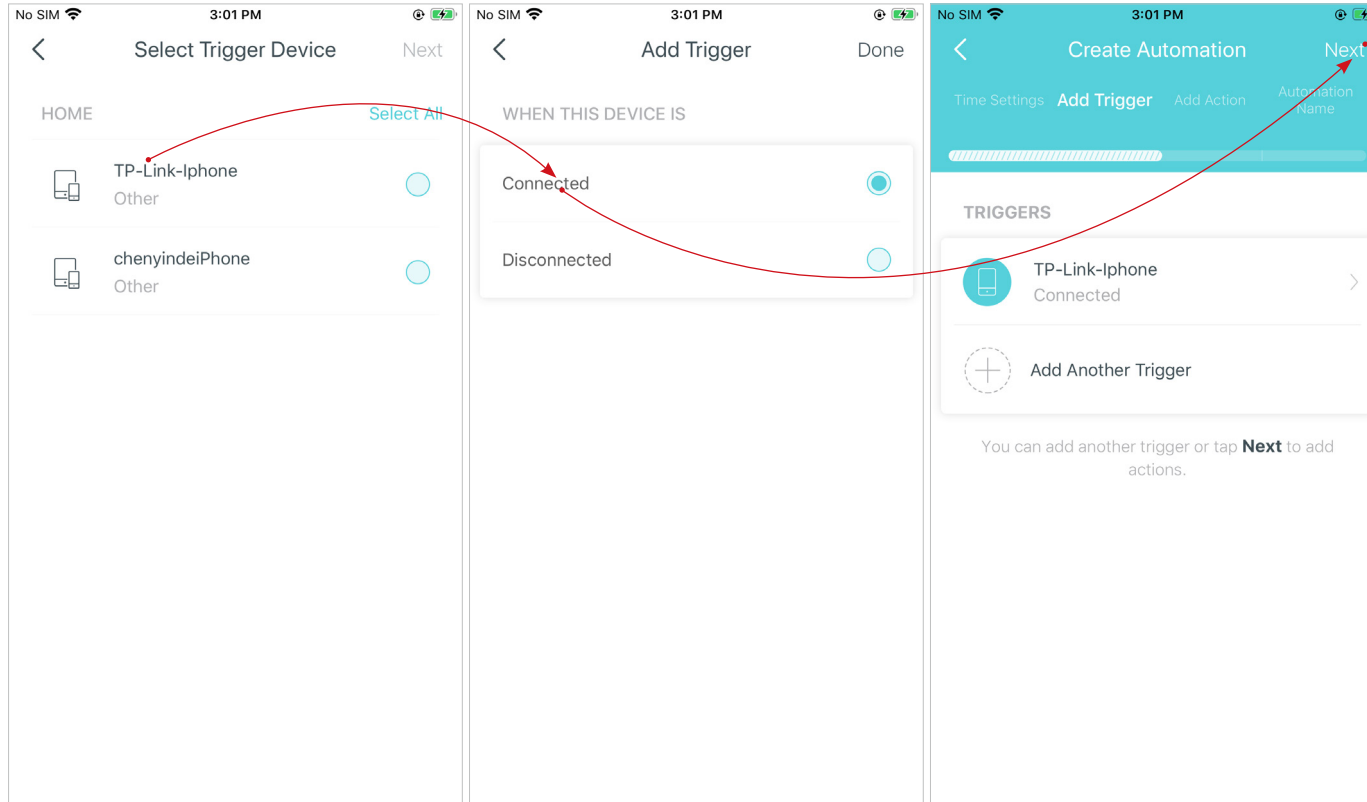 No SIM 3:01 PM
Select Trigger Device Next
HOME Select All
TP-Link-Iphone
Other
chenyindeiPhone
Other
No SIM 3:01 PM
Add Trigger Done
WHEN THIS DEVICE IS
Connected
Disconnected
No SIM 3:01 PM
Create Automation Next
Time Settings Add Trigger Add Action Automation
Name
TRIGGERS
TP-Link-Iphone
Connected
Add Another Trigger
You can add another trigger or tap Next to add
actions.